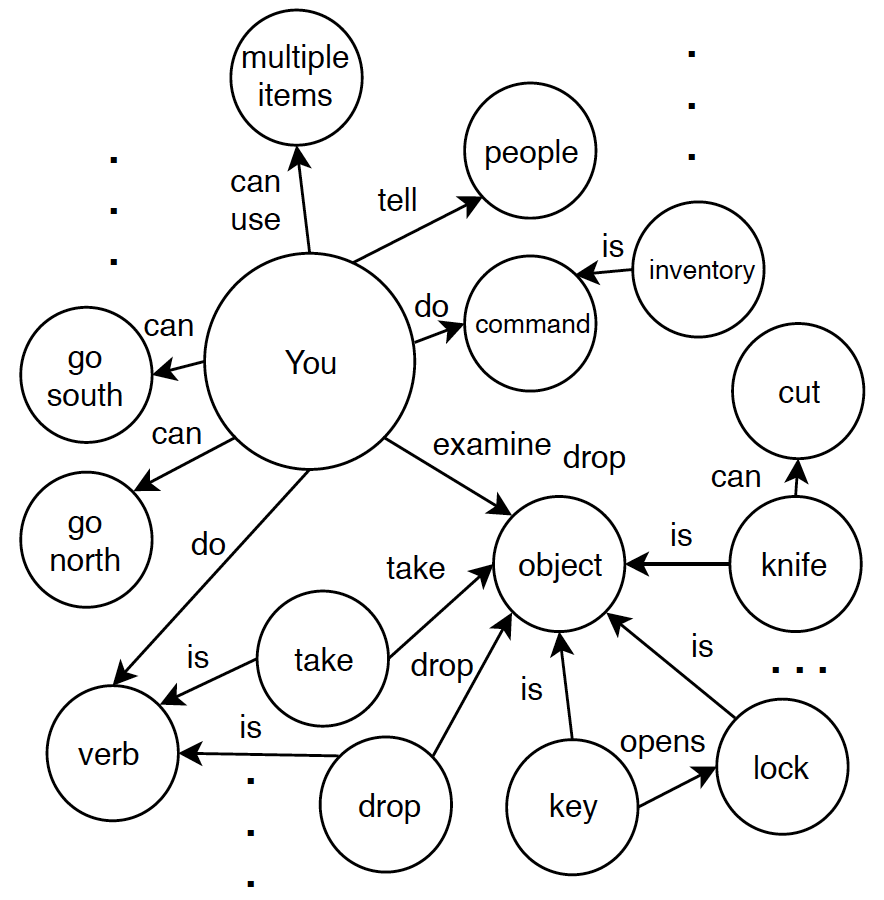 multiple
items
people
can
use
tell
is
inventory
do
command
can
go
south
You
cut
can
examine
drop
can
go
north
do
take
object
is
knife
is
take
drop
is
is
verb
is
drop
key
opens
lock